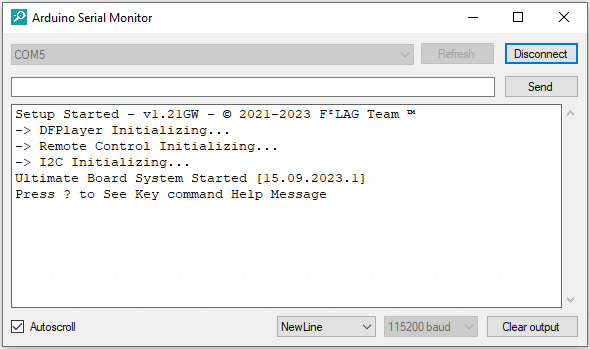 Arduino Serial Monitor
COM5
Refresh
Disconnect
Send
Setup Started - v1.21GW - © 2021-2023 F²LAG Team ™
-> DFPlayer Initializing...
-> Remote Control Initializing...
-> I2C Initializing...
Ultimate Board System Started [15.09.2023.1]
Press ? to See Key command Help Message
Autoscroll
NewLine
115200 baud
Clear output